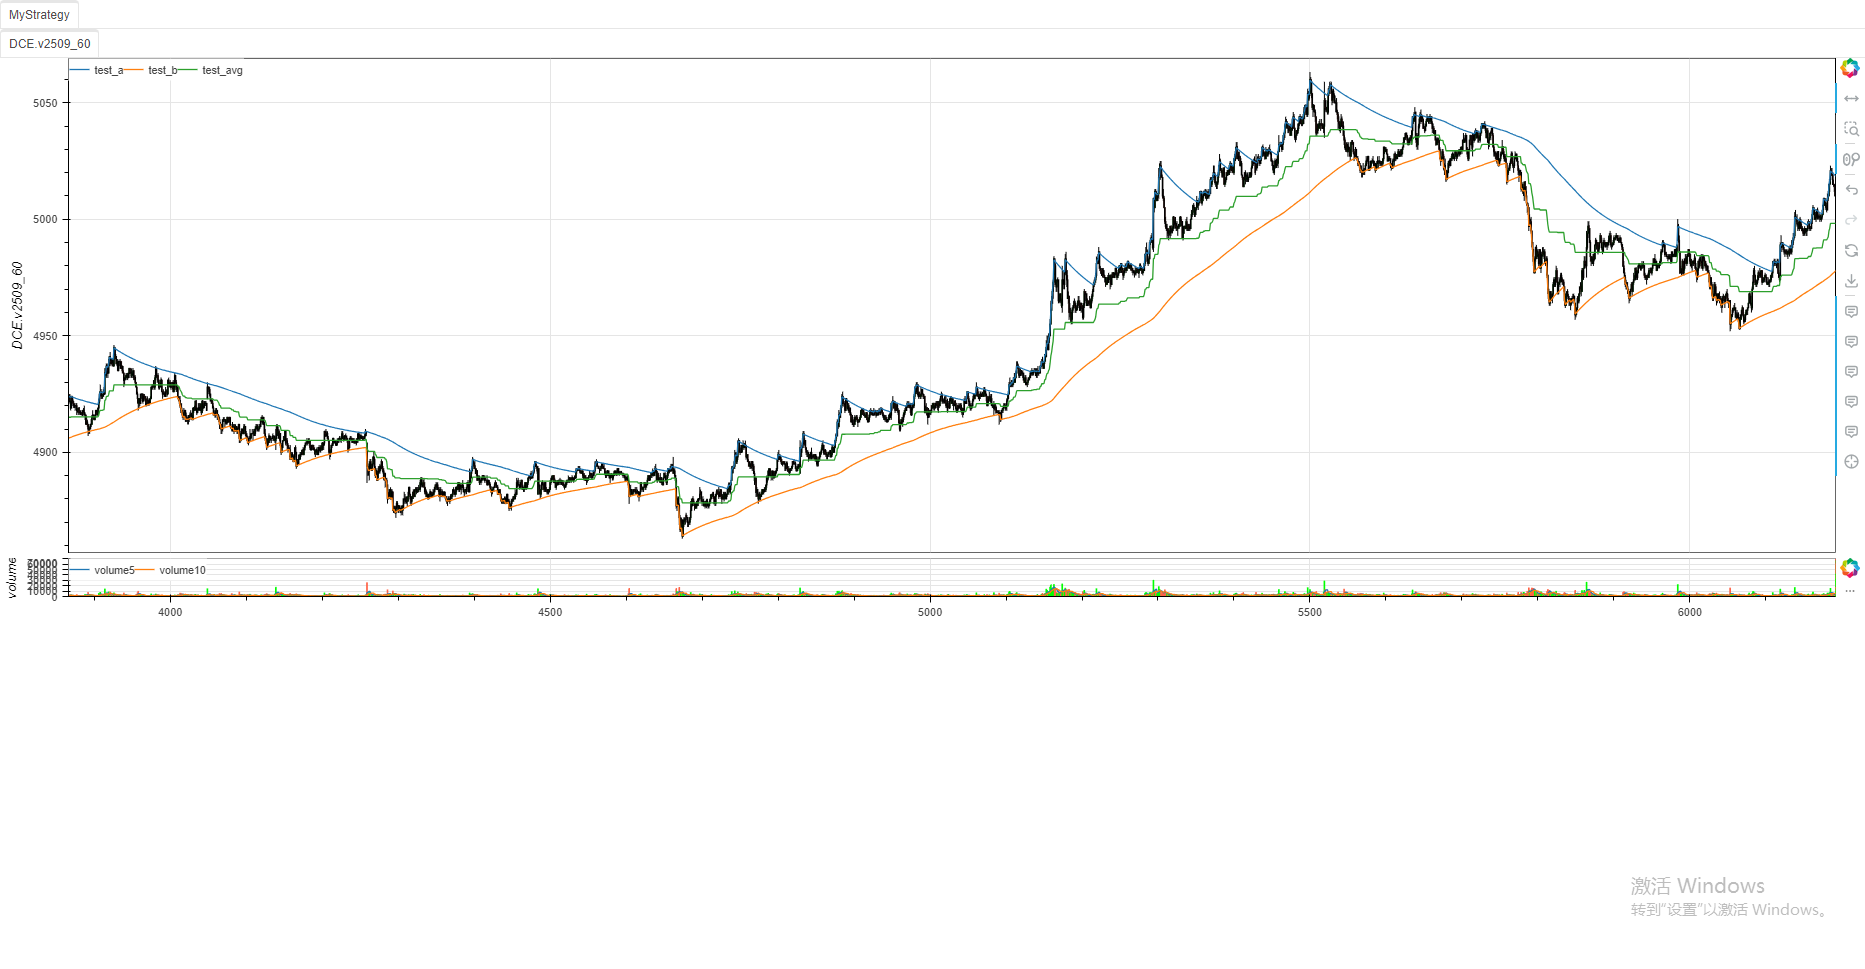 MyStrategy
DCE.v2509_60
test_a test_b test_avg
5050
5000
4950
4900
DCE.v2509_60
volume5 volume10
volume
10000
0
4000 4500 5000 5500 6000
激活 Windows
转到"设置"以激活 Windows。